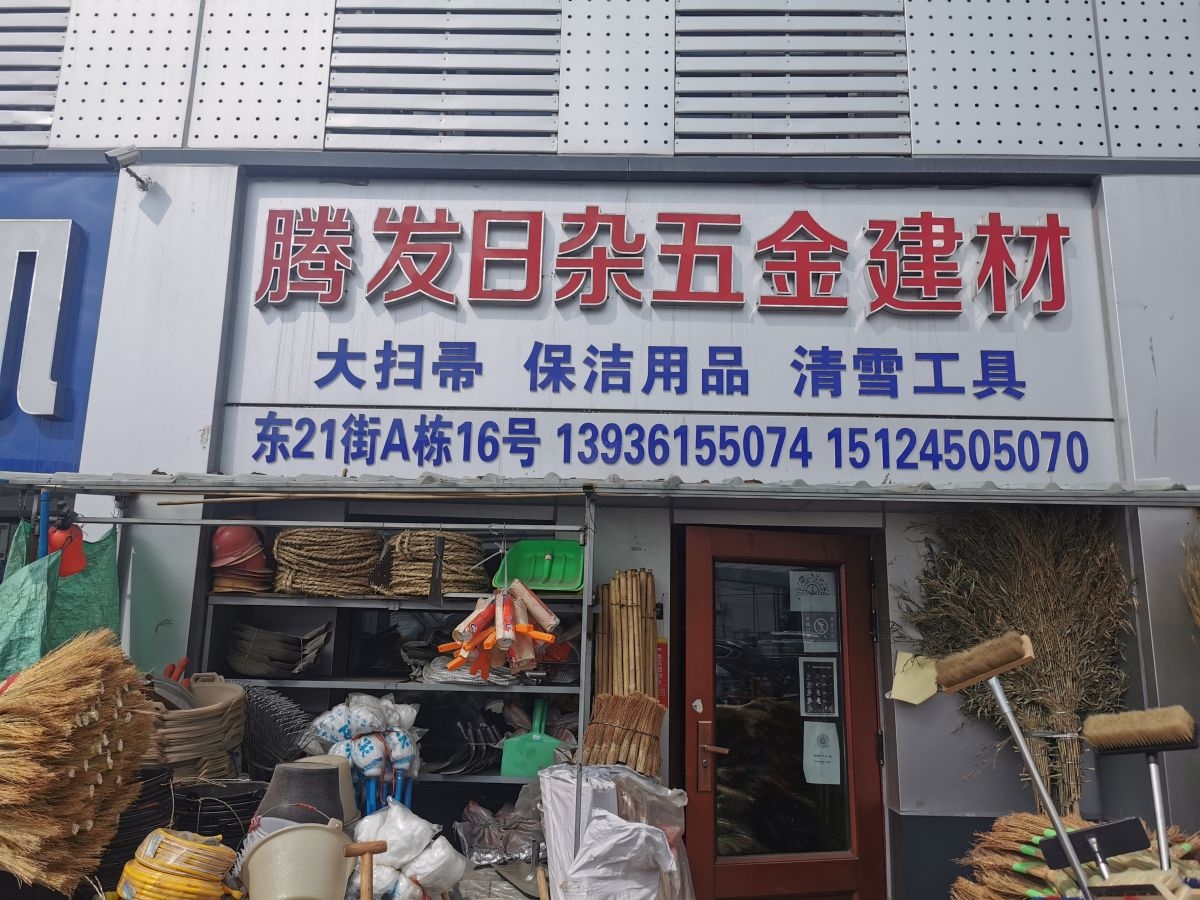 腾发日杂五金建材
大扫帚 保洁用品 清雪工具
东21街A栋16号 13936155074 15124505070